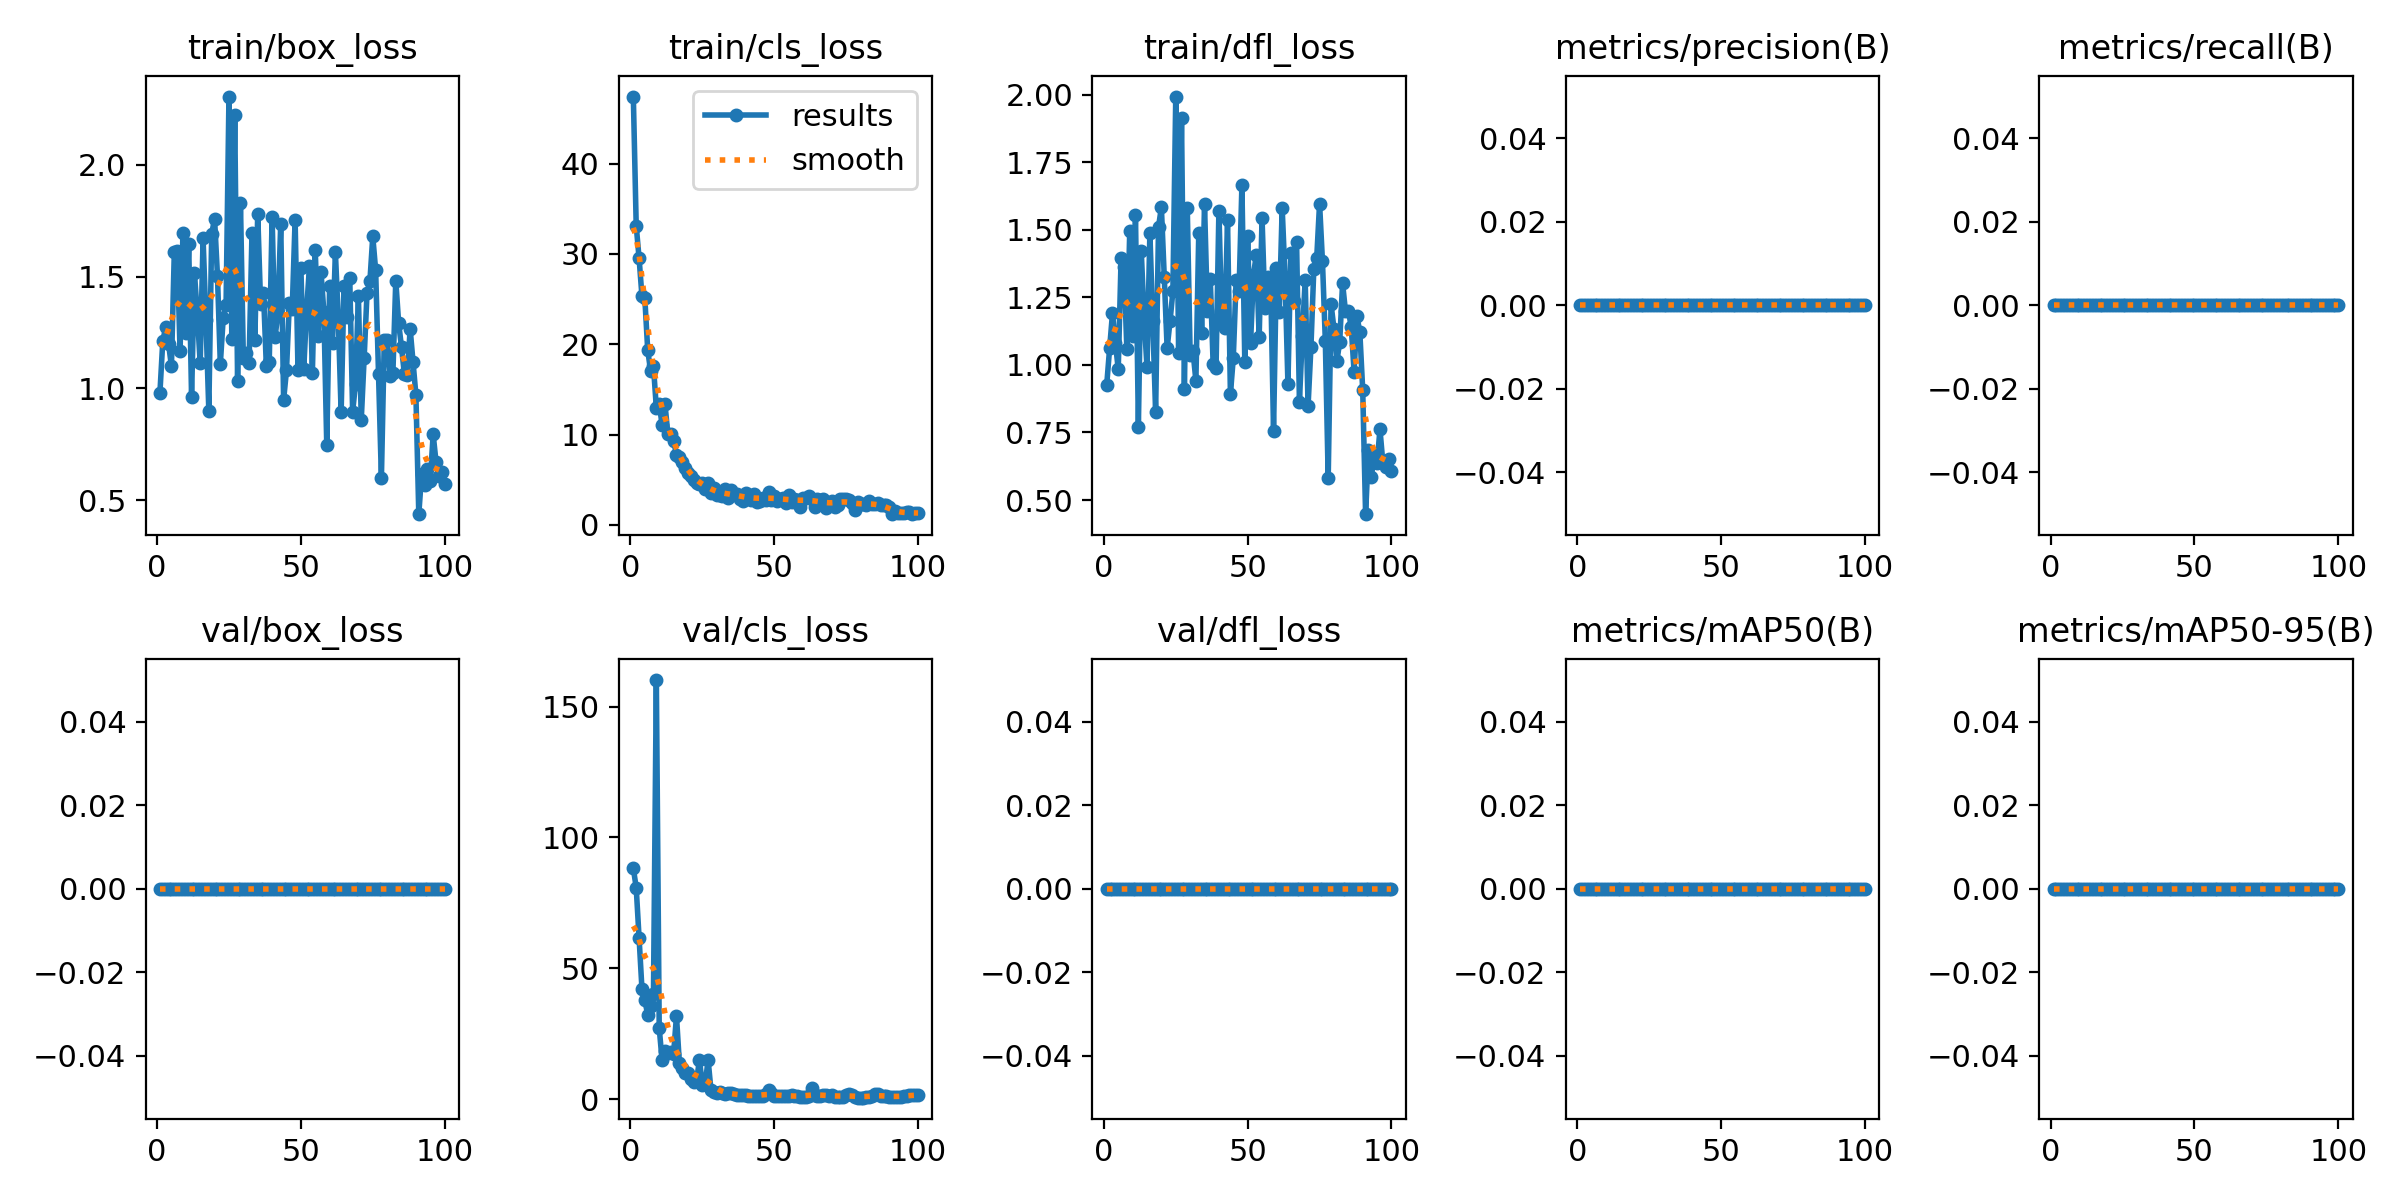 train/box_loss
train/cls_loss
train/dfl_loss
metrics/precision(B)
metrics/recall(B)
2.0
1.5
1.0
0.5
0 50 100
results
smooth
40
30
20
10
0
0 50 100
2.00
1.75
1.50
1.25
1.00
0.75
0.50
0 50 100
0.04
0.02
0.00
−0.02
−0.04
0 50 100
0.04
0.02
0.00
−0.02
−0.04
0 50 100
val/box_loss
val/cls_loss
val/dfl_loss
metrics/mAP50(B)
metrics/mAP50-95(B)
0.04
0.02
0.00
−0.02
−0.04
0 50 100
150
100
50
0
0 50 100
0.04
0.02
0.00
−0.02
−0.04
0 50 100
0.04
0.02
0.00
−0.02
−0.04
0 50 100
0.04
0.02
0.00
−0.02
−0.04
0 50 100